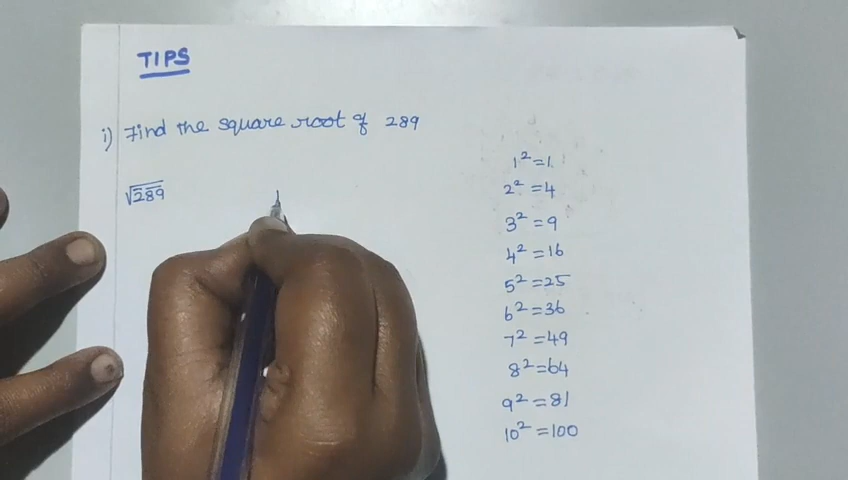 TIPS
i) Find the square root of 289
√289
1² = 1
2² = 4
3² = 9
4² = 16
5² = 25
6² = 36
7² = 49
8² = 64
9² = 81
10² = 100